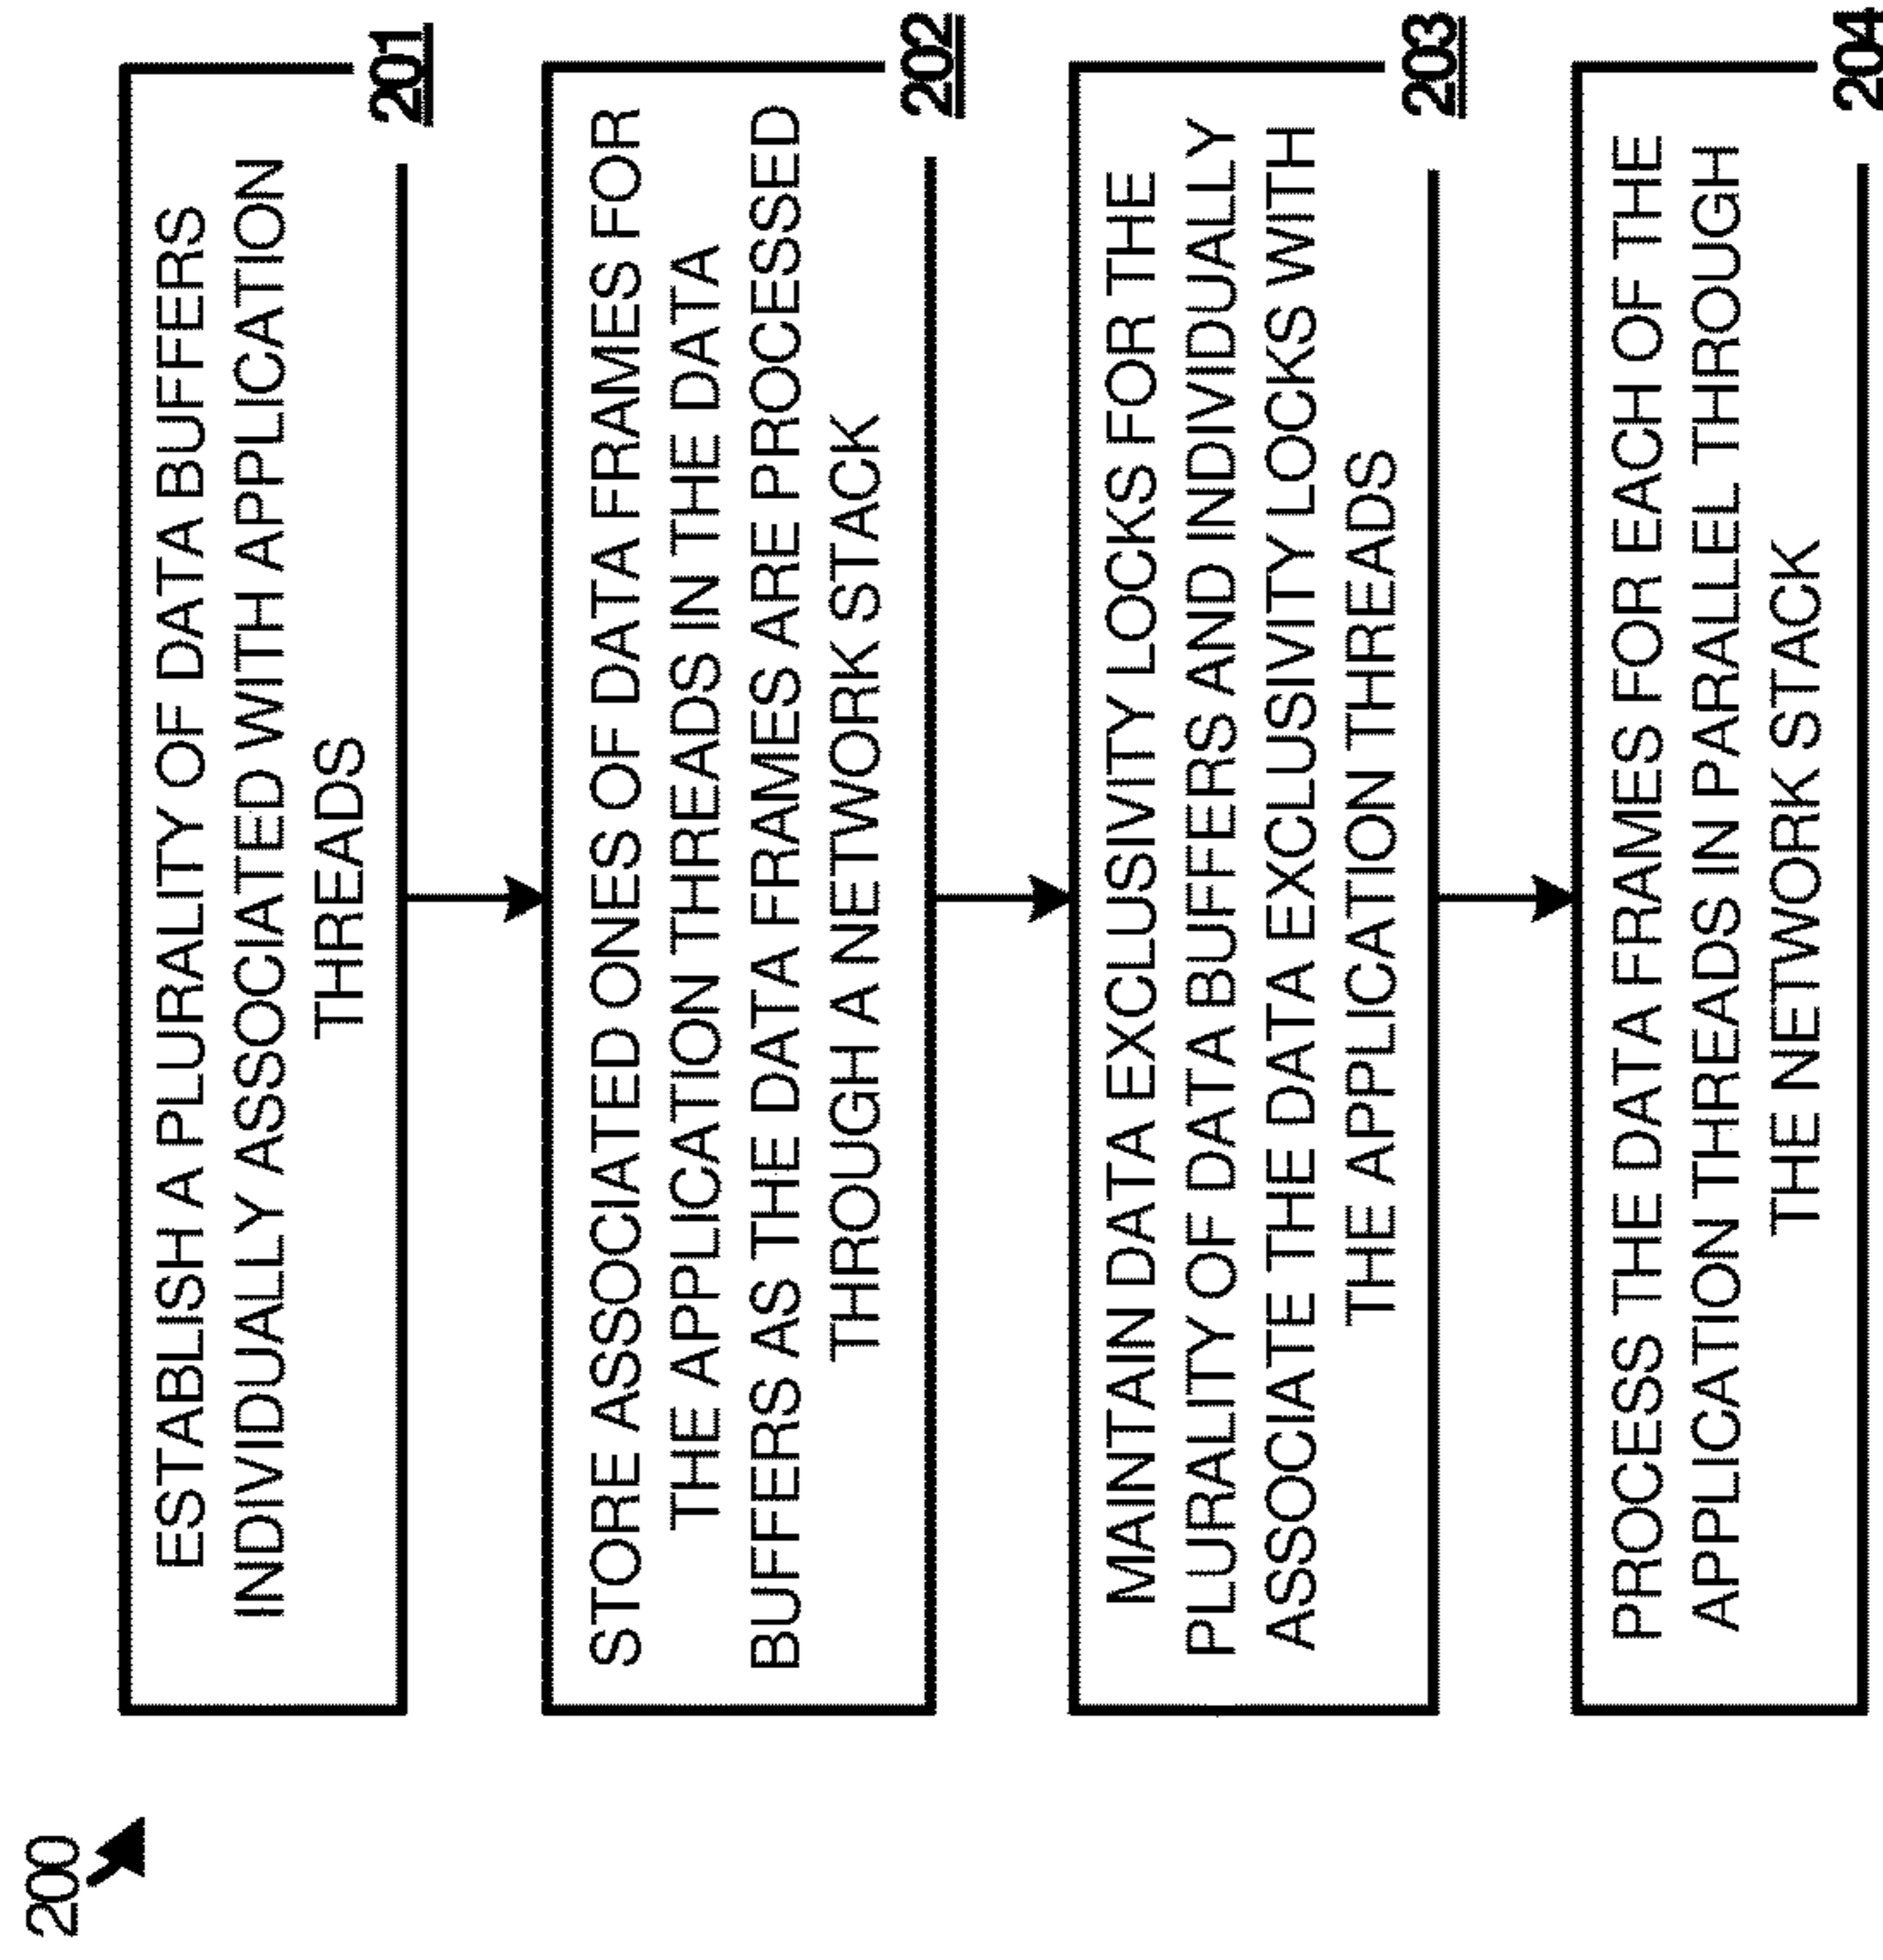 200
ESTABLISH A PLURALITY OF DATA BUFFERS
INDIVIDUALLY ASSOCIATED WITH APPLICATION
THREADS
201
STORE ASSOCIATED ONES OF DATA FRAMES FOR
THE APPLICATION THREADS IN THE DATA
BUFFERS AS THE DATA FRAMES ARE PROCESSED
THROUGH A NETWORK STACK
202
MAINTAIN DATA EXCLUSIVITY LOCKS FOR THE
PLURALITY OF DATA BUFFERS AND INDIVIDUALLY
ASSOCIATE THE DATA EXCLUSIVITY LOCKS WITH
THE APPLICATION THREADS
203
PROCESS THE DATA FRAMES FOR EACH OF THE
APPLICATION THREADS IN PARALLEL THROUGH
THE NETWORK STACK
204